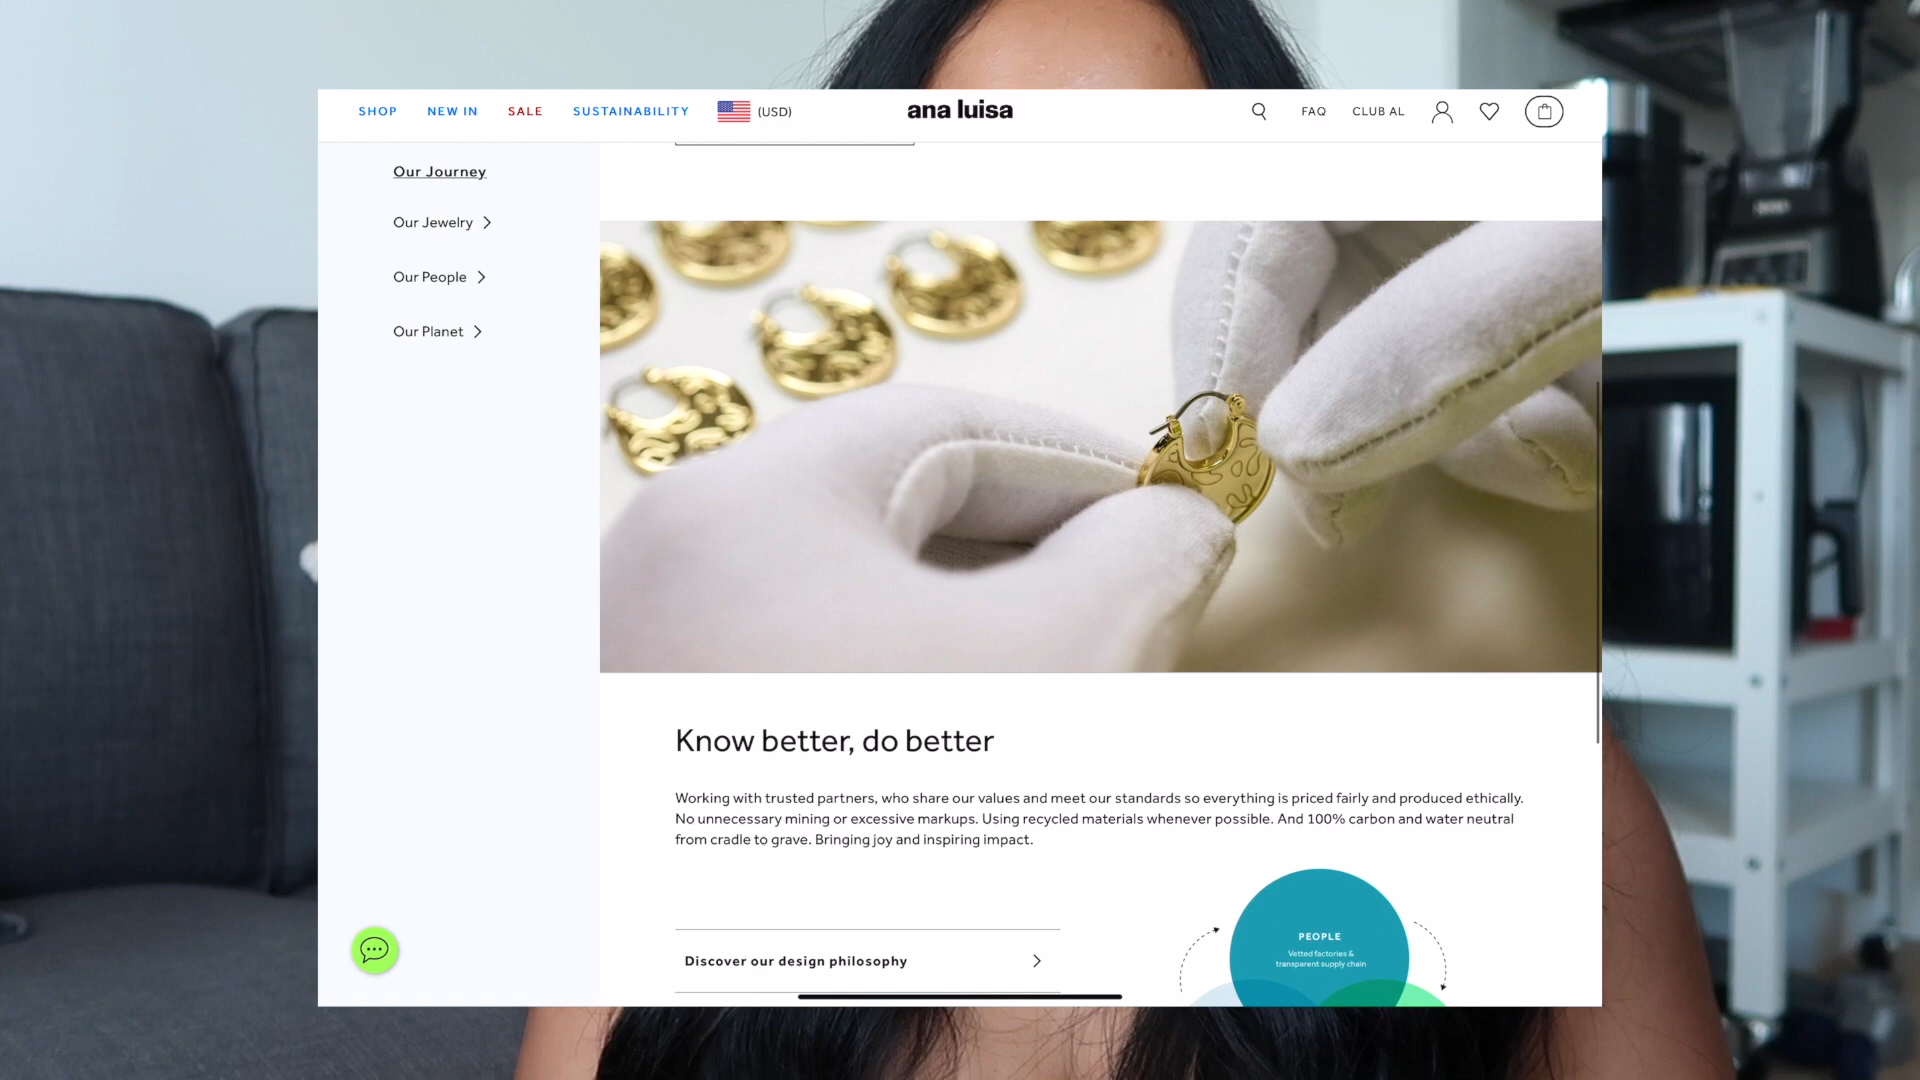 SHOP NEW IN SALE SUSTAINABILITY (USD) ana luisa FAQ CLUB AL
Our Journey
Our Jewelry
Our People
Our Planet
Know better, do better
Working with trusted partners, who share our values and meet our standards so everything is priced fairly and produced ethically.
No unnecessary mining or excessive markups. Using recycled materials whenever possible. And 100% carbon and water neutral
from cradle to grave. Bringing joy and inspiring impact.
Discover our design philosophy
PEOPLE
Vetted factories &
transparent supply chain